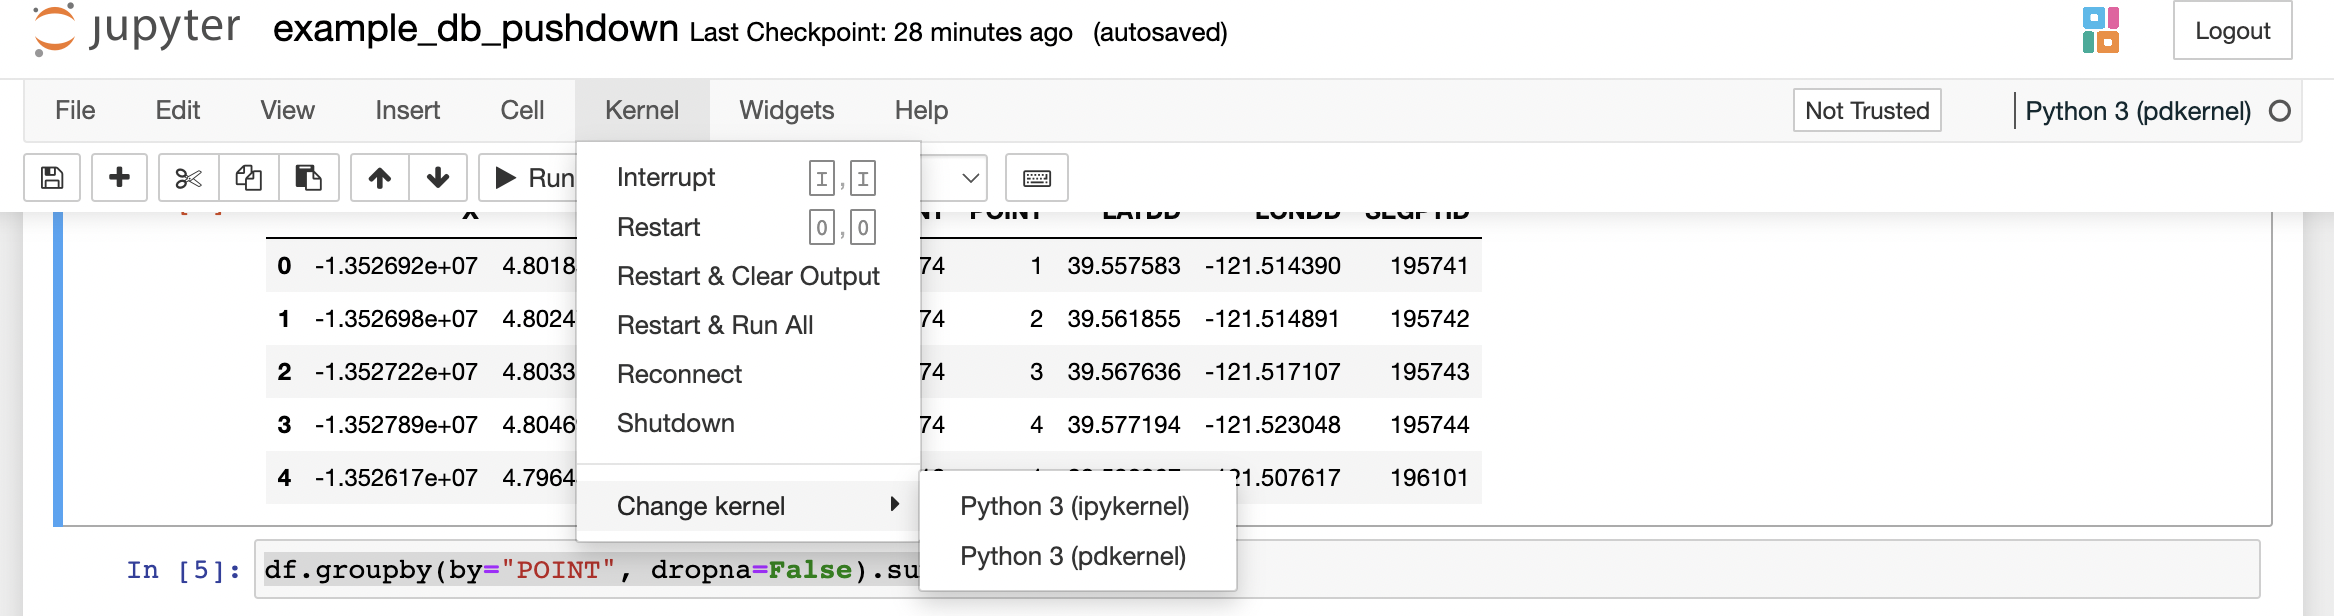 jupyter example_db_pushdown Last Checkpoint: 28 minutes ago (autosaved) Logout
File Edit View Insert Cell Kernel Widgets Help Not Trusted Python 3 (pdkernel)
Run
Interrupt I , I
Restart 0 , 0
Restart & Clear Output
Restart & Run All
Reconnect
Shutdown
Change kernel
Python 3 (ipykernel)
Python 3 (pdkernel)
X POINT LATDD LONDD SEGPTID
0 -1.352692e+07 4.8018 74 1 39.557583 -121.514390 195741
1 -1.352698e+07 4.8024 74 2 39.561855 -121.514891 195742
2 -1.352722e+07 4.8033 74 3 39.567636 -121.517107 195743
3 -1.352789e+07 4.8046 74 4 39.577194 -121.523048 195744
4 -1.352617e+07 4.7964 21.507617 196101
In [5]: df.groupby(by="POINT", dropna=False).su